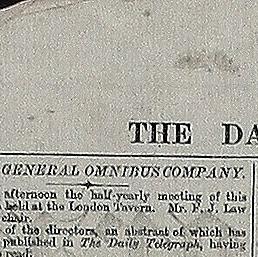 THE DA
GENERAL OMNIBUS COMPANY.
afternoon the half-yearly meeting of this
held at the London Tavern. Mr. F. J. Law
chair.
of the directors, an abstract of which has
published in The Daily Telegraph, having
read: